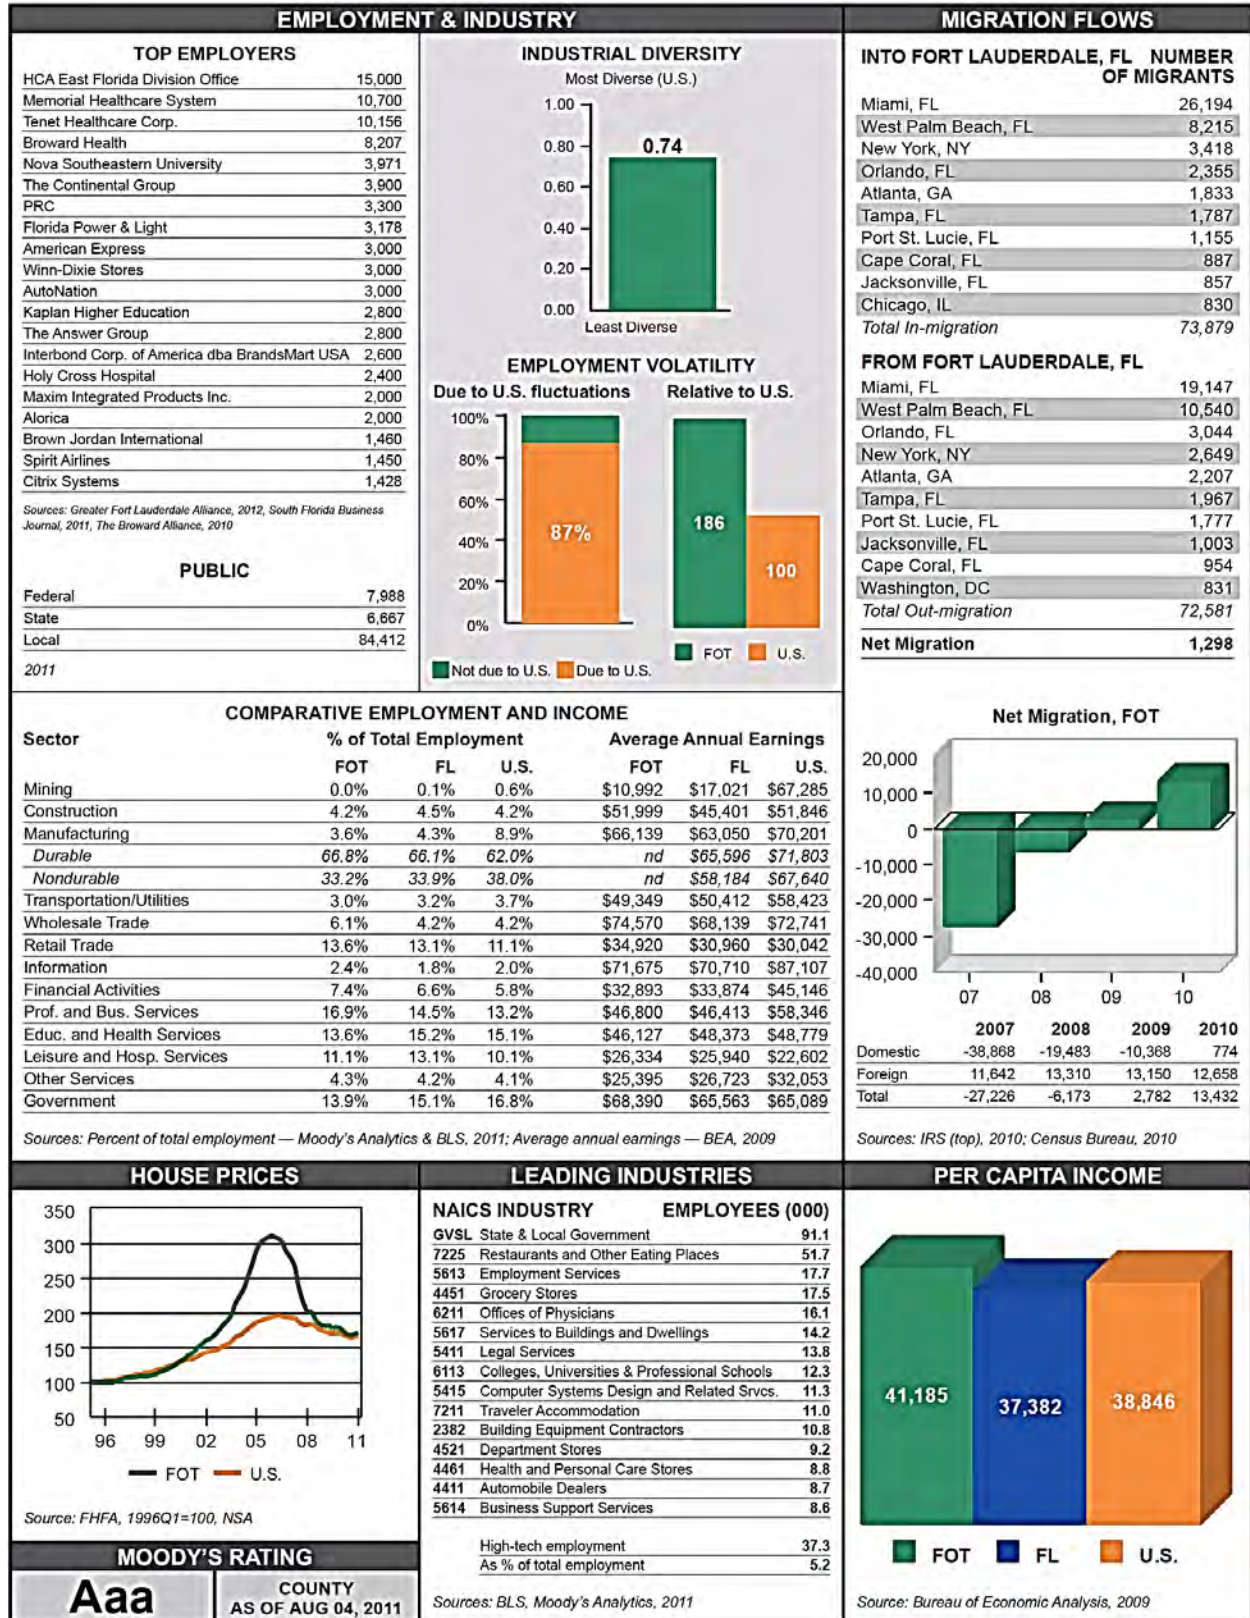 EMPLOYMENT & INDUSTRY
TOP EMPLOYERS
HCA East Florida Division Office 15,000
Memorial Healthcare System 10,700
Tenet Healthcare Corp. 10,156
Broward Health 8,207
Nova Southeastern University 3,971
The Continental Group 3,900
PRC 3,300
Florida Power & Light 3,178
American Express 3,000
Winn-Dixie Stores 3,000
AutoNation 3,000
Kaplan Higher Education 2,800
The Answer Group 2,800
Interbond Corp. of America dba BrandsMart USA 2,600
Holy Cross Hospital 2,400
Maxim Integrated Products Inc. 2,000
Alorica 2,000
Brown Jordan International 1,460
Spirit Airlines 1,450
Citrix Systems 1,428
Sources: Greater Fort Lauderdale Alliance, 2012, South Florida Business
Journal, 2011, The Broward Alliance, 2010
PUBLIC
Federal 7,988
State 6,667
Local 84,412
2011
INDUSTRIAL DIVERSITY
Most Diverse (U.S.)
1.00
0.80
0.60
0.40
0.20
0.00
0.74
Least Diverse
EMPLOYMENT VOLATILITY
Due to U.S. fluctuations Relative to U.S.
100%
80%
60%
40%
20%
0%
87%
186
100
Not due to U.S. Due to U.S.
FOT U.S.
MIGRATION FLOWS
INTO FORT LAUDERDALE, FL NUMBER
OF MIGRANTS
Miami, FL 26,194
West Palm Beach, FL 8,215
New York, NY 3,418
Orlando, FL 2,355
Atlanta, GA 1,833
Tampa, FL 1,787
Port St. Lucie, FL 1,155
Cape Coral, FL 887
Jacksonville, FL 857
Chicago, IL 830
Total In-migration 73,879
FROM FORT LAUDERDALE, FL
Miami, FL 19,147
West Palm Beach, FL 10,540
Orlando, FL 3,044
New York, NY 2,649
Atlanta, GA 2,207
Tampa, FL 1,967
Port St. Lucie, FL 1,777
Jacksonville, FL 1,003
Cape Coral, FL 954
Washington, DC 831
Total Out-migration 72,581
Net Migration 1,298
Net Migration, FOT
20,000
10,000
0
-10,000
-20,000
-30,000
-40,000
07 08 09 10
2007 2008 2009 2010
Domestic -38,868 -19,483 -10,368 774
Foreign 11,642 13,310 13,150 12,658
Total -27,226 -6,173 2,782 13,432
Sources: IRS (top), 2010; Census Bureau, 2010
COMPARATIVE EMPLOYMENT AND INCOME
Sector % of Total Employment Average Annual Earnings
FOT FL U.S. FOT FL U.S.
Mining 0.0% 0.1% 0.6% $10,992 $17,021 $67,285
Construction 4.2% 4.5% 4.2% $51,999 $45,401 $51,846
Manufacturing 3.6% 4.3% 8.9% $66,139 $63,050 $70,201
Durable 66.8% 66.1% 62.0% nd $65,596 $71,803
Nondurable 33.2% 33.9% 38.0% nd $58,184 $67,640
Transportation/Utilities 3.0% 3.2% 3.7% $49,349 $50,412 $58,423
Wholesale Trade 6.1% 4.2% 4.2% $74,570 $68,139 $72,741
Retail Trade 13.6% 13.1% 11.1% $34,920 $30,960 $30,042
Information 2.4% 1.8% 2.0% $71,675 $70,710 $87,107
Financial Activities 7.4% 6.6% 5.8% $32,893 $33,874 $45,146
Prof. and Bus. Services 16.9% 14.5% 13.2% $46,800 $46,413 $58,346
Educ. and Health Services 13.6% 15.2% 15.1% $46,127 $48,373 $48,779
Leisure and Hosp. Services 11.1% 13.1% 10.1% $26,334 $25,940 $22,602
Other Services 4.3% 4.2% 4.1% $25,395 $26,723 $32,053
Government 13.9% 15.1% 16.8% $68,390 $65,563 $65,089
Sources: Percent of total employment — Moody's Analytics & BLS, 2011; Average annual earnings — BEA, 2009
HOUSE PRICES
350
300
250
200
150
100
50
96 99 02 05 08 11
FOT U.S.
Source: FHFA, 1996Q1=100, NSA
MOODY'S RATING
Aaa
COUNTY
AS OF AUG 04, 2011
LEADING INDUSTRIES
NAICS INDUSTRY EMPLOYEES (000)
GVSL State & Local Government 91.1
7225 Restaurants and Other Eating Places 51.7
5613 Employment Services 17.7
4451 Grocery Stores 17.5
6211 Offices of Physicians 16.1
5617 Services to Buildings and Dwellings 14.2
5411 Legal Services 13.8
6113 Colleges, Universities & Professional Schools 12.3
5415 Computer Systems Design and Related Srvcs. 11.3
7211 Traveler Accommodation 11.0
2382 Building Equipment Contractors 10.8
4521 Department Stores 9.2
4461 Health and Personal Care Stores 8.8
4411 Automobile Dealers 8.7
5614 Business Support Services 8.6
High-tech employment 37.3
As % of total employment 5.2
Sources: BLS, Moody's Analytics, 2011
PER CAPITA INCOME
41,185
37,382
38,846
FOT FL U.S.
Source: Bureau of Economic Analysis, 2009